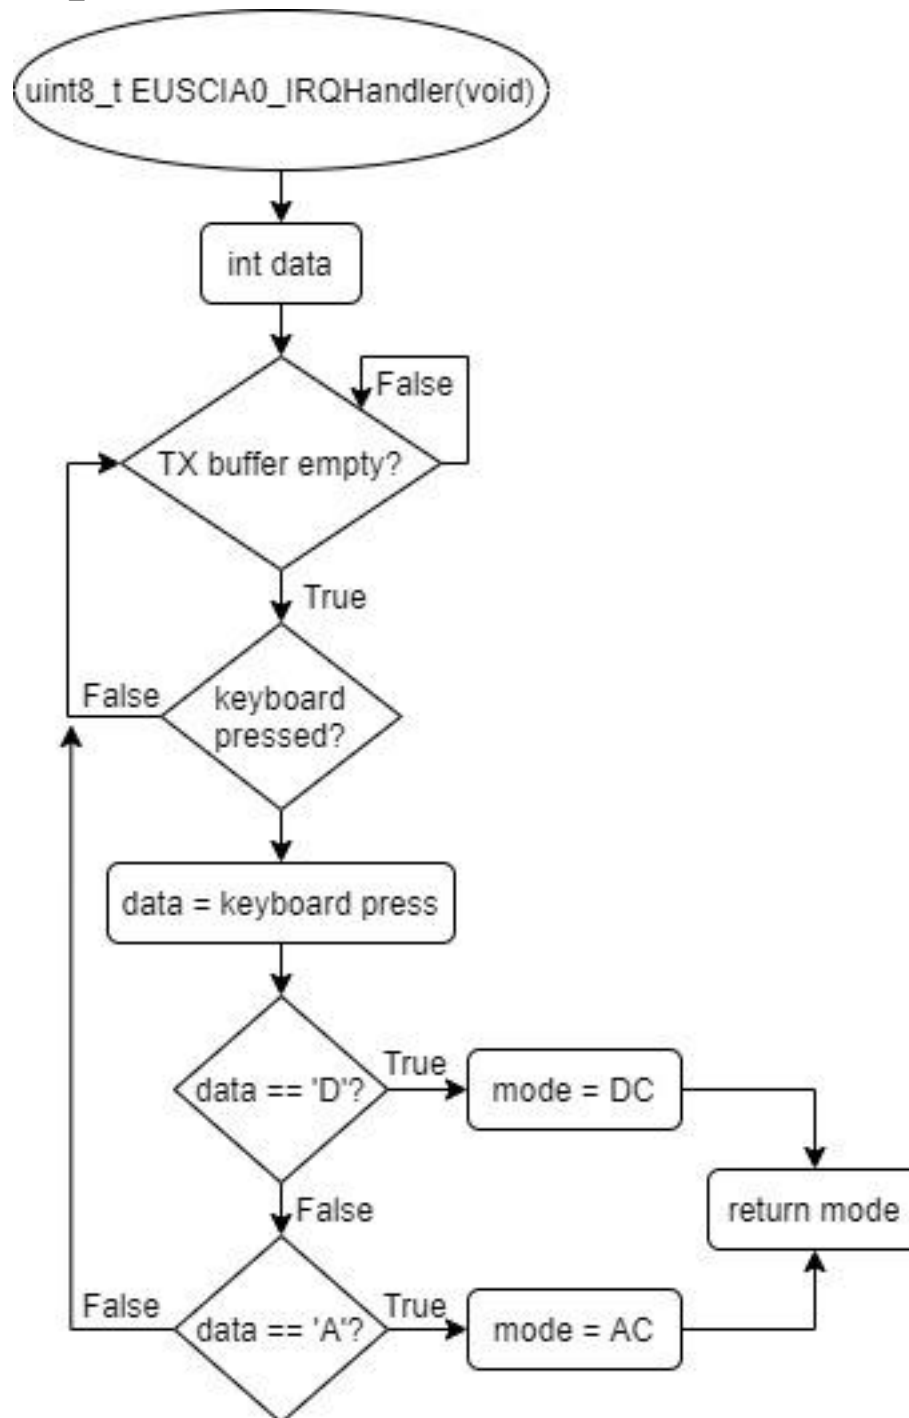 uint8_t EUSCIA0_IRQHandler(void)
int data
False
TX buffer empty?
True
False
keyboard
pressed?
data = keyboard press
data == 'D'?
True
mode = DC
False
return mode
False
data == 'A'?
True
mode = AC